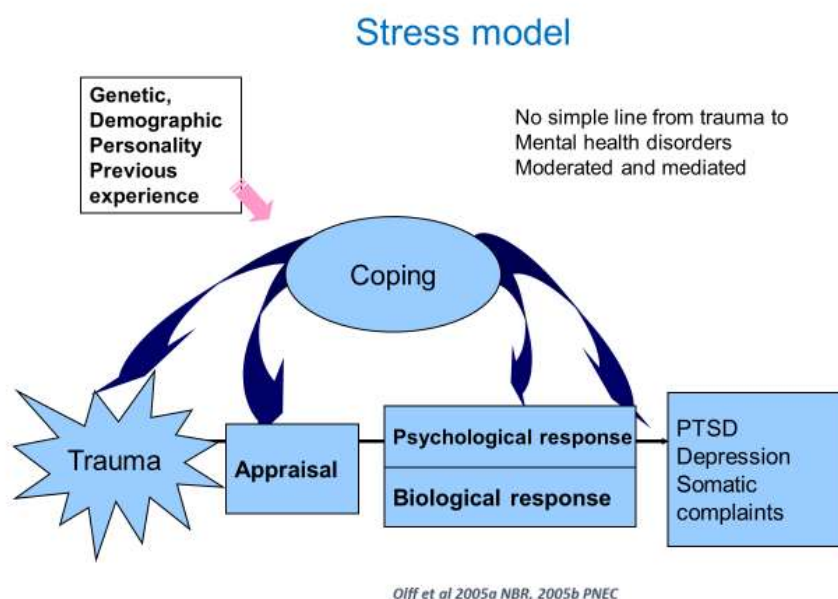 Stress model
Genetic,
Demographic
Personality
Previous
experience
No simple line from trauma to
Mental health disorders
Moderated and mediated
Coping
Trauma
Appraisal
Psychological response
Biological response
PTSD
Depression
Somatic
complaints
Olff et al 2005a NBR, 2005b PNEC